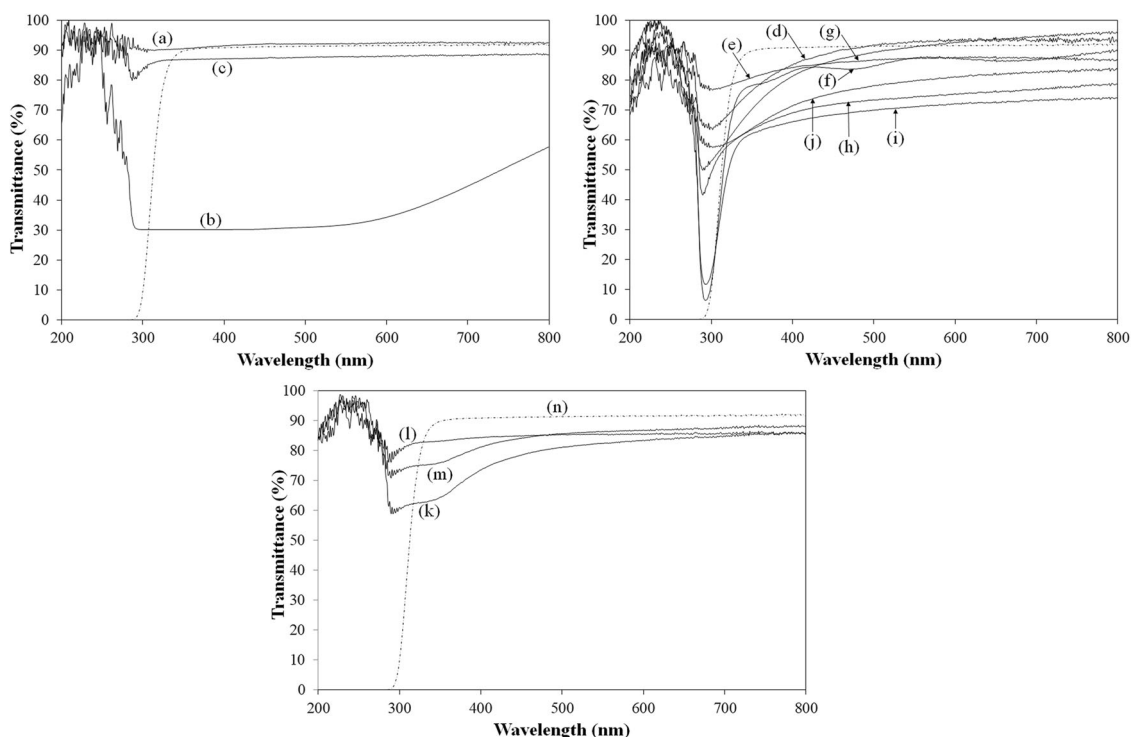 100
90
80
70
60
50
40
30
20
10
0
200 300 400 500 600 700 800
Transmittance (%)
Wavelength (nm)
(a)
(c)
(b)
100
90
80
70
60
50
40
30
20
10
0
200 300 400 500 600 700 800
Transmittance (%)
Wavelength (nm)
(d)
(g)
(e)
(f)
(j)
(h)
(i)
100
90
80
70
60
50
40
30
20
10
0
200 300 400 500 600 700 800
Transmittance (%)
Wavelength (nm)
(n)
(l)
(m)
(k)